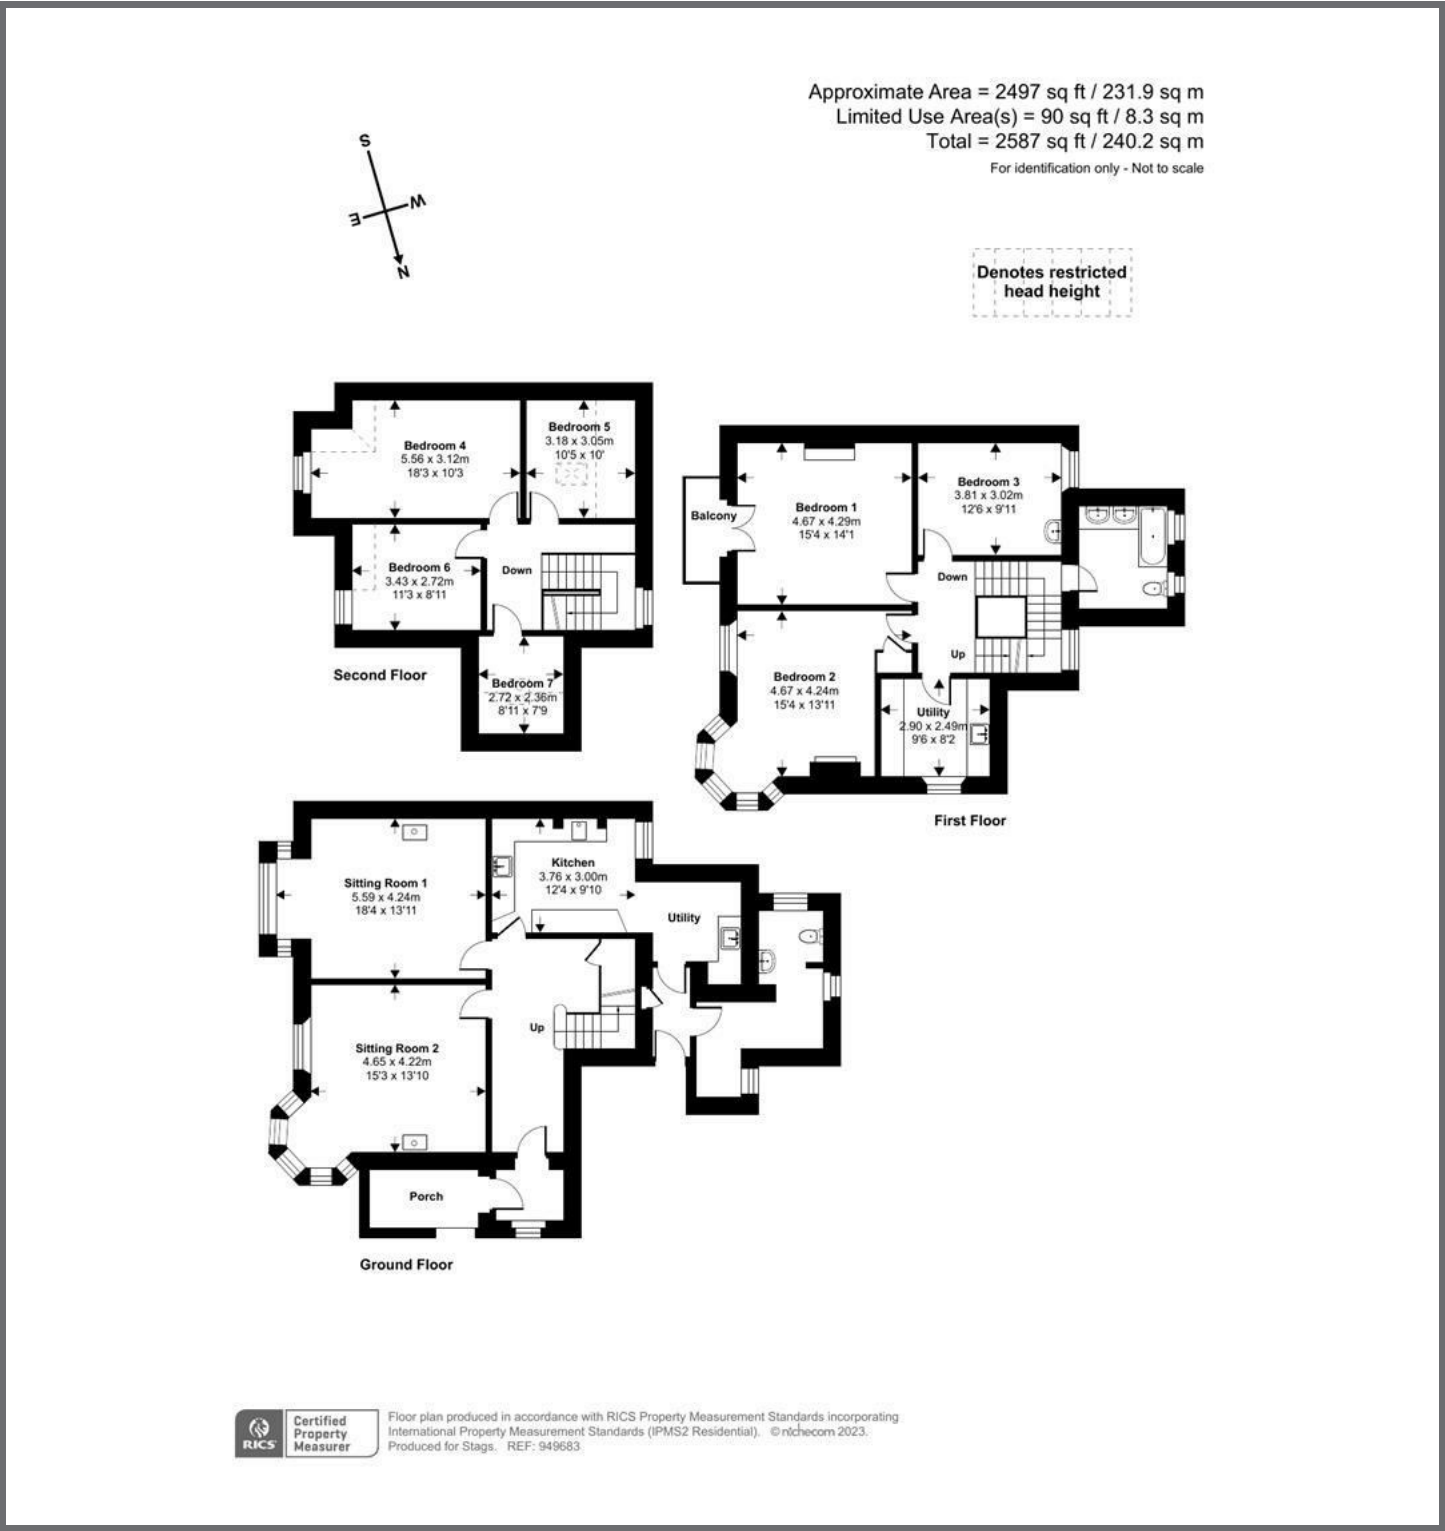 Approximate Area = 2497 sq ft / 231.9 sq m
Limited Use Area(s) = 90 sq ft / 8.3 sq m
Total = 2587 sq ft / 240.2 sq m
For identification only - Not to scale
S
W
E
N
Denotes restricted
head height
Bedroom 4
5.56 x 3.12m
18'3 x 10'3
Bedroom 5
3.18 x 3.05m
10'5 x 10'
Bedroom 6
3.43 x 2.72m
11'3 x 8'11
Down
Bedroom 7
2.72 x 2.36m
8'11 x 7'9
Second Floor
Balcony
Bedroom 1
4.67 x 4.29m
15'4 x 14'1
Bedroom 3
3.81 x 3.02m
12'6 x 9'11
Down
Up
Bedroom 2
4.67 x 4.24m
15'4 x 13'11
Utility
2.90 x 2.49m
9'6 x 8'2
First Floor
Sitting Room 1
5.59 x 4.24m
18'4 x 13'11
Kitchen
3.76 x 3.00m
12'4 x 9'10
Utility
Up
Sitting Room 2
4.65 x 4.22m
15'3 x 13'10
Porch
Ground Floor
RICS
Certified
Property
Measurer
Floor plan produced in accordance with RICS Property Measurement Standards incorporating
International Property Measurement Standards (IPMS2 Residential). © nichecom 2023.
Produced for Stags. REF: 949683